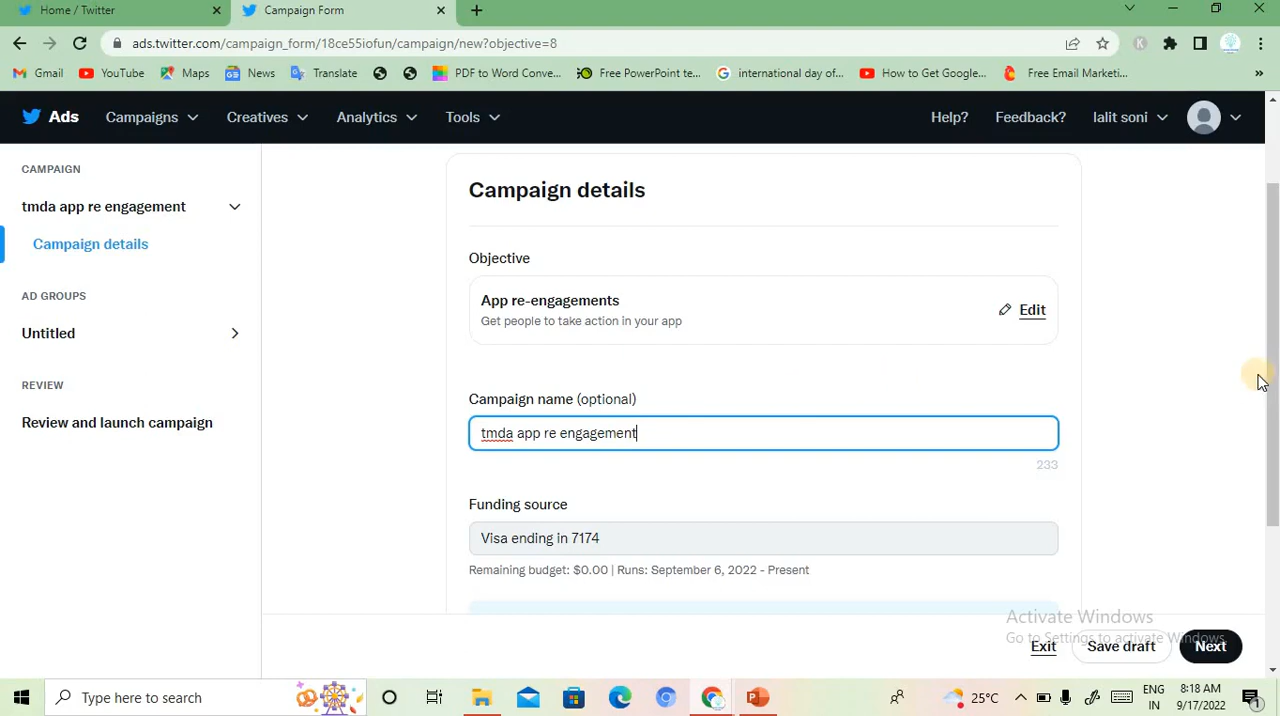 Home / Twitter
Campaign Form
ads.twitter.com/campaign_form/18ce55iofun/campaign/new?objective=8
K
Gmail YouTube Maps News Translate PDF to Word Conve... Free PowerPoint te... international day of... How to Get Google... Free Email Marketi... »
Ads Campaigns Creatives Analytics Tools Help? Feedback? lalit soni
CAMPAIGN
tmda app re engagement
Campaign details
AD GROUPS
Untitled
REVIEW
Review and launch campaign
Campaign details
Objective
App re-engagements
Get people to take action in your app
Edit
Campaign name (optional)
tmda app re engagement
233
Funding source
Visa ending in 7174
Remaining budget: $0.00 | Runs: September 6, 2022 - Present
Activate Windows
Go to Settings to activate Windows.
Exit Save draft Next
Type here to search
25°C
ENG
IN
8:18 AM
9/17/2022
1